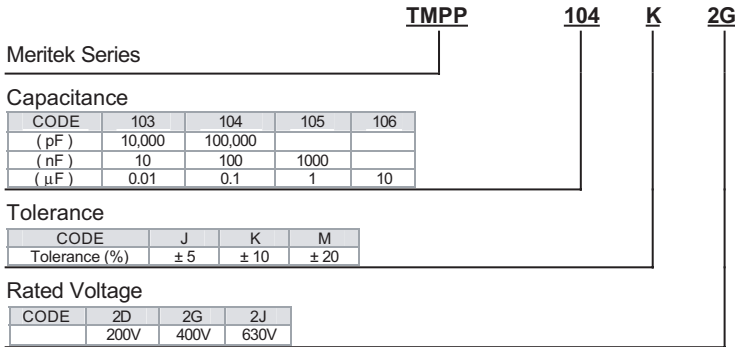 TMPP 104 K 2G
Meritek Series
Capacitance
CODE 103 104 105 106
( pF ) 10,000 100,000
( nF ) 10 100 1000
( μF ) 0.01 0.1 1 10
Tolerance
CODE J K M
Tolerance (%) ± 5 ± 10 ± 20
Rated Voltage
CODE 2D 2G 2J
200V 400V 630V